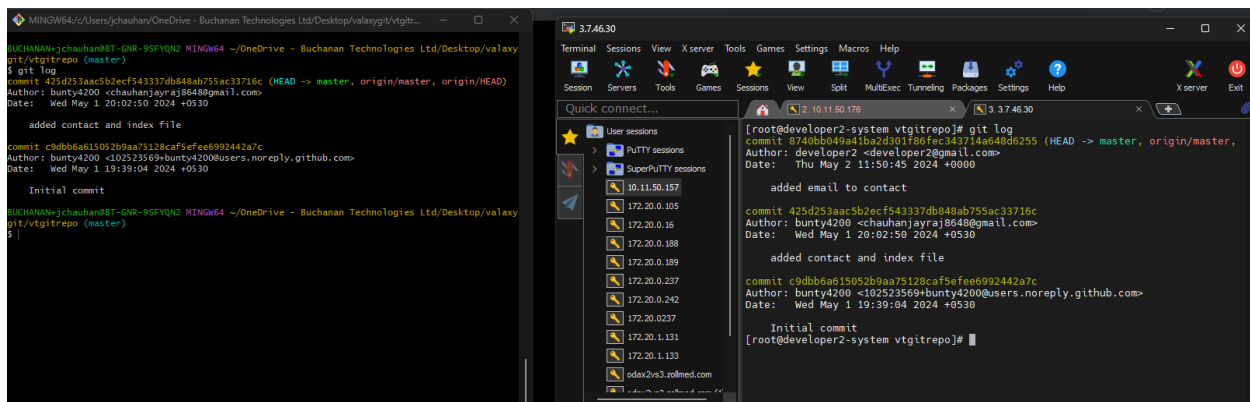 MINGW64:/c/Users/jchauhan/OneDrive - Buchanan Technologies Ltd/Desktop/valaxygit/vtgitr...
BUCHANAN+jchauhan@BT-GNR-9SFYQN2 MINGW64 ~/OneDrive - Buchanan Technologies Ltd/Desktop/valaxy
git/vtgitrepo (master)
$ git log
commit 425d253aac5b2ecf543337db848ab755ac33716c (HEAD -> master, origin/master, origin/HEAD)
Author: bunty4200 <chauhanjayraj8648@gmail.com>
Date: Wed May 1 20:02:50 2024 +0530
added contact and index file
commit c9dbb6a615052b9aa75128caf5efee6992442a7c
Author: bunty4200 <102523569+bunty4200@users.noreply.github.com>
Date: Wed May 1 19:39:04 2024 +0530
Initial commit
BUCHANAN+jchauhan@BT-GNR-9SFYQN2 MINGW64 ~/OneDrive - Buchanan Technologies Ltd/Desktop/valaxy
git/vtgitrepo (master)
$
3.7.46.30
Terminal Sessions View X server Tools Games Settings Macros Help
Session Servers Tools Games Sessions View Split MultiExec Tunneling Packages Settings Help X server Exit
Quick connect...
2. 10.11.50.176
3. 3.7.46.30
User sessions
PuTTY sessions
SuperPuTTY sessions
10.11.50.157
172.20.0.105
172.20.0.16
172.20.0.188
172.20.0.189
172.20.0.237
172.20.0.242
172.20.0237
172.20.1.131
172.20.1.133
odax2vs3.zollmed.com
[root@developer2-system vtgitrepo]# git log
commit 8740bb049a41ba2d301f86fec343714a648d6255 (HEAD -> master, origin/master,
Author: developer2 <developer2@gmail.com>
Date: Thu May 2 11:50:45 2024 +0000
added email to contact
commit 425d253aac5b2ecf543337db848ab755ac33716c
Author: bunty4200 <chauhanjayraj8648@gmail.com>
Date: Wed May 1 20:02:50 2024 +0530
added contact and index file
commit c9dbb6a615052b9aa75128caf5efee6992442a7c
Author: bunty4200 <102523569+bunty4200@users.noreply.github.com>
Date: Wed May 1 19:39:04 2024 +0530
Initial commit
[root@developer2-system vtgitrepo]#